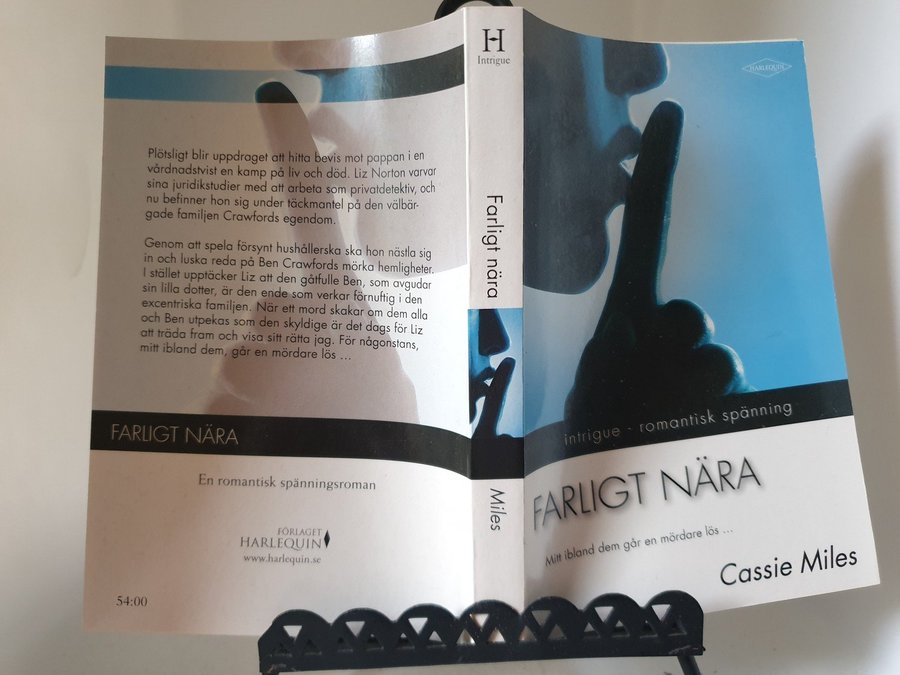 Plötsligt blir uppdraget att hitta bevis mot pappan i en
vårdnadstvist en kamp på liv och död. Liz Norton varvar
sina juridikstudier med att arbeta som privatdetektiv, och
nu befinner hon sig under täckmantel på den välbär-
gade familjen Crawfords egendom.
Genom att spela försynt hushållerska ska hon nästla sig
in och luska reda på Ben Crawfords mörka hemligheter.
I stället upptäcker Liz att den gåtfulle Ben, som avgudar
sin lilla dotter, är den ende som verkar förnuftig i den
excentriska familjen. När ett mord skakar om dem alla
och Ben utpekas som den skyldige är det dags för Liz
att träda fram och visa sitt rätta jag. För någonstans,
mitt ibland dem, går en mördare lös ...
FARLIGT NÄRA
En romantisk spänningsroman
FÖRLAGET
HARLEQUIN
www.harlequin.se
54:00
H
Intrigue
Farligt nära
Miles
HARLEQUIN
intrigue - romantisk spänning
FARLIGT NÄRA
Mitt ibland dem går en mördare lös ...
Cassie Miles